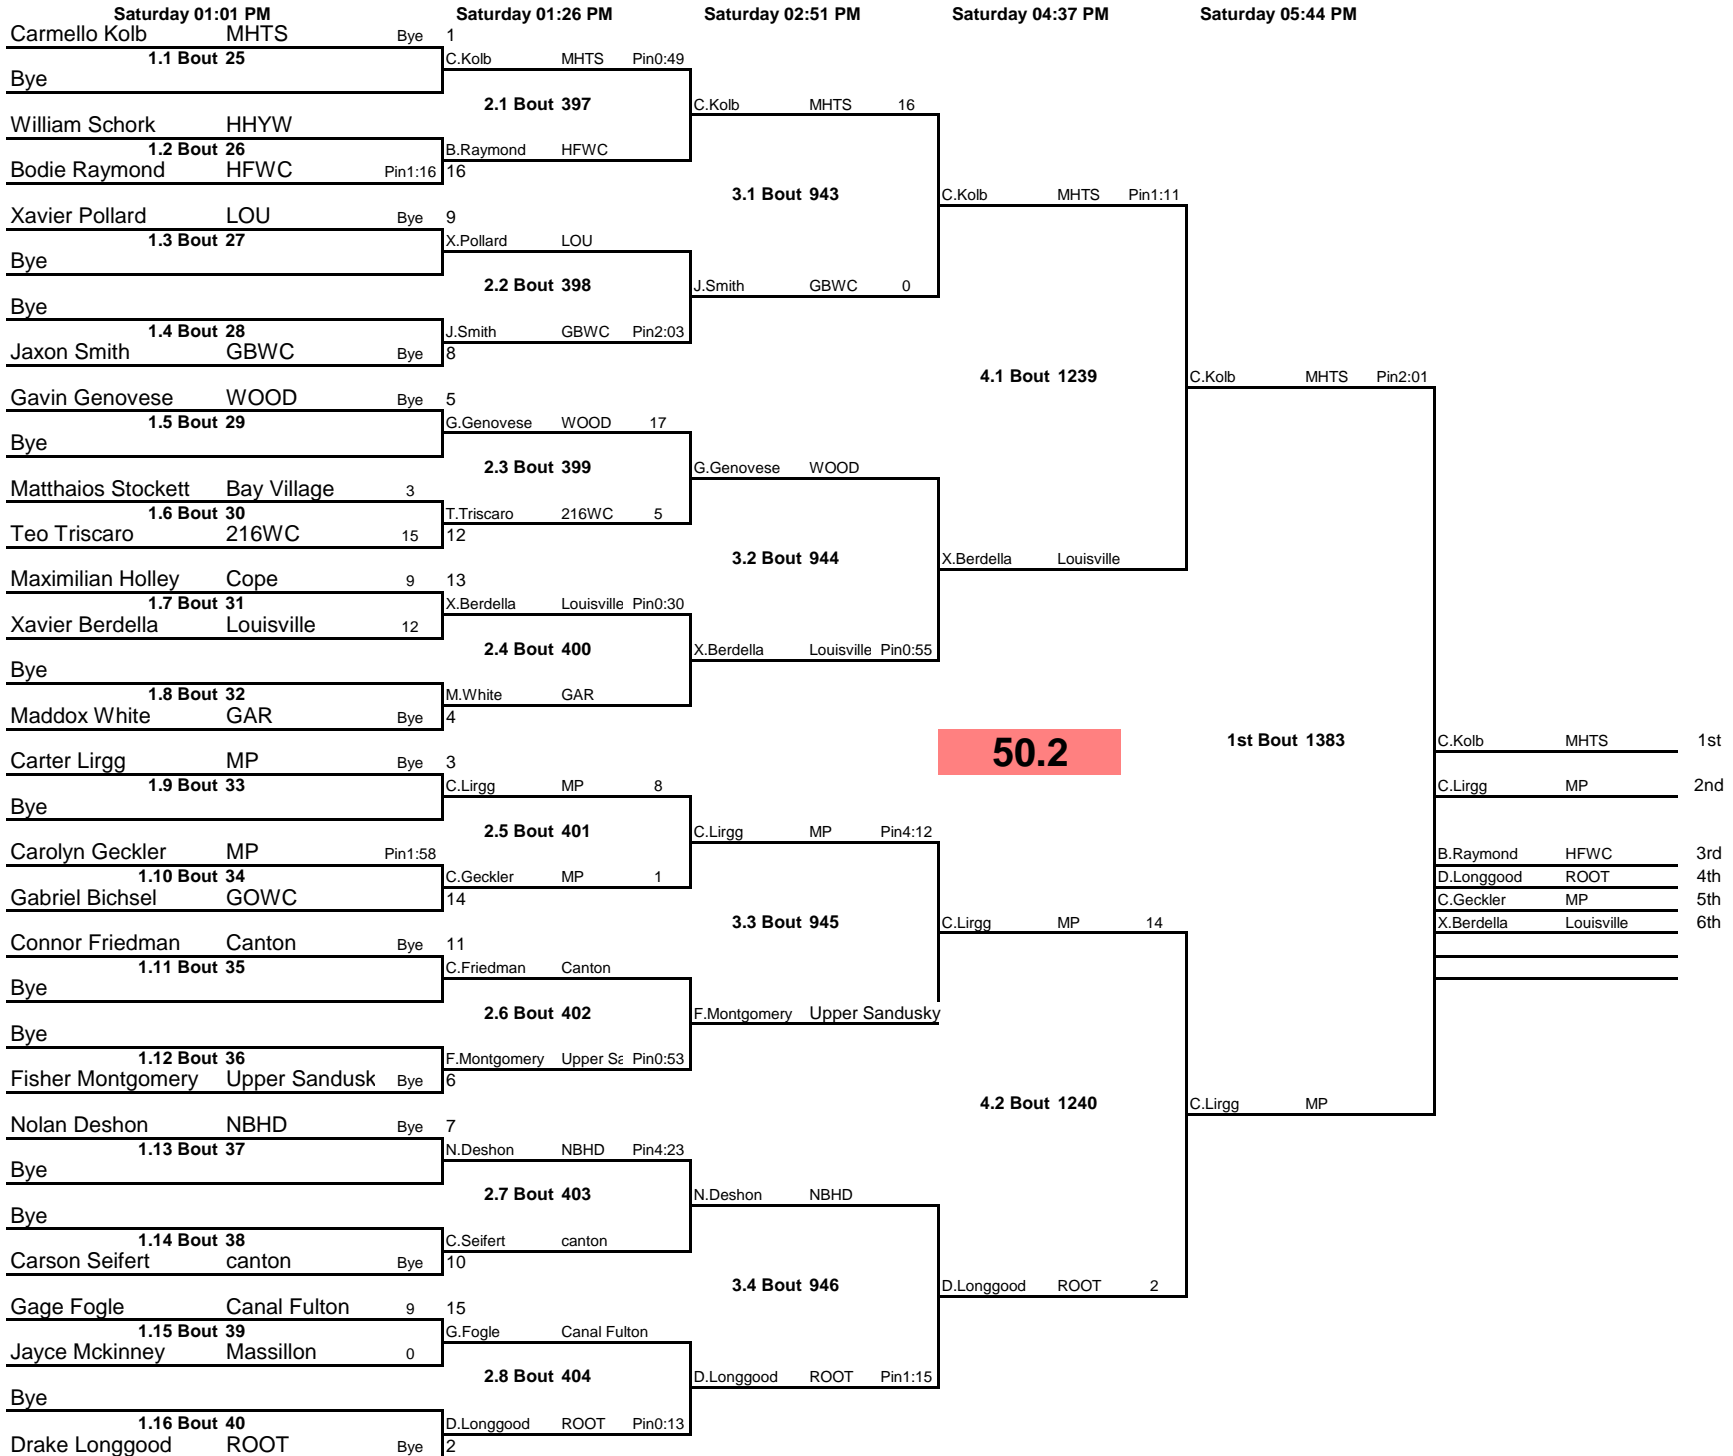 Saturday 01:01 PM Saturday 01:26 PM Saturday 02:51 PM Saturday 04:37 PM Saturday 05:44 PM
Carmello Kolb MHTS Bye 1
1.1 Bout 25 C.Kolb MHTS Pin0:49
Bye
2.1 Bout 397 C.Kolb MHTS 16
William Schork HHYW
1.2 Bout 26 B.Raymond HFWC
Bodie Raymond HFWC Pin1:16 16
3.1 Bout 943 C.Kolb MHTS Pin1:11
Xavier Pollard LOU Bye 9
1.3 Bout 27 X.Pollard LOU
Bye
2.2 Bout 398 J.Smith GBWC 0
Bye
1.4 Bout 28 J.Smith GBWC Pin2:03
Jaxon Smith GBWC Bye 8
4.1 Bout 1239 C.Kolb MHTS Pin2:01
Gavin Genovese WOOD Bye 5
1.5 Bout 29 G.Genovese WOOD 17
Bye
2.3 Bout 399 G.Genovese WOOD
Matthaios Stockett Bay Village 3
1.6 Bout 30 T.Triscaro 216WC 5
Teo Triscaro 216WC 15 12
3.2 Bout 944 X.Berdella Louisville
Maximilian Holley Cope 9 13
1.7 Bout 31 X.Berdella Louisville Pin0:30
Xavier Berdella Louisville 12
2.4 Bout 400 X.Berdella Louisville Pin0:55
Bye
1.8 Bout 32 M.White GAR
Maddox White GAR Bye 4
50.2 1st Bout 1383 C.Kolb MHTS 1st
Carter Lirgg MP Bye 3
1.9 Bout 33 C.Lirgg MP 8 C.Lirgg MP 2nd
Bye
2.5 Bout 401 C.Lirgg MP Pin4:12
Carolyn Geckler MP Pin1:58 B.Raymond HFWC 3rd
1.10 Bout 34 C.Geckler MP 1 D.Longgood ROOT 4th
Gabriel Bichsel GOWC 14 C.Geckler MP 5th
3.3 Bout 945 C.Lirgg MP 14 X.Berdella Louisville 6th
Connor Friedman Canton Bye 11
1.11 Bout 35 C.Friedman Canton
Bye
2.6 Bout 402 F.Montgomery Upper Sandusky
Bye
1.12 Bout 36 F.Montgomery Upper Sa Pin0:53
Fisher Montgomery Upper Sandusk Bye 6
4.2 Bout 1240 C.Lirgg MP
Nolan Deshon NBHD Bye 7
1.13 Bout 37 N.Deshon NBHD Pin4:23
Bye
2.7 Bout 403 N.Deshon NBHD
Bye
1.14 Bout 38 C.Seifert canton
Carson Seifert canton Bye 10
3.4 Bout 946 D.Longgood ROOT 2
Gage Fogle Canal Fulton 9 15
1.15 Bout 39 G.Fogle Canal Fulton
Jayce Mckinney Massillon 0
2.8 Bout 404 D.Longgood ROOT Pin1:15
Bye
1.16 Bout 40 D.Longgood ROOT Pin0:13
Drake Longgood ROOT Bye 2